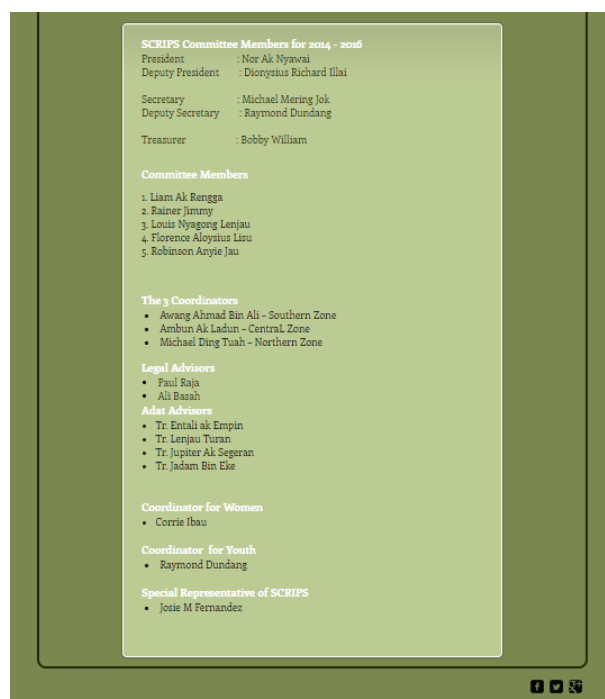 SCRIPS Committee Members for 2014 - 2016
President : Nor Ak Nyawai
Deputy President : Dionysius Richard Illai
Secretary : Michael Mering Jok
Deputy Secretary : Raymond Dundang
Treasurer : Bobby William
Committee Members
1. Liam Ak Rengga
2. Rainer Jimmy
3. Louis Nyagong Lenjau
4. Florence Aloysius Lisu
5. Robinson Anyie Jau
The 3 Coordinators
• Awang Ahmad Bin Ali – Southern Zone
• Ambun Ak Ladun – CentraL Zone
• Michael Ding Tuah – Northern Zone
Legal Advisors
• Paul Raja
• Ali Basah
Adat Advisors
• Tr. Entali ak Empin
• Tr. Lenjau Turan
• Tr. Jupiter Ak Segeran
• Tr. Jadam Bin Eke
Coordinator for Women
• Corrie Ibau
Coordinator for Youth
• Raymond Dundang
Special Representative of SCRIPS
• Josie M Fernandez